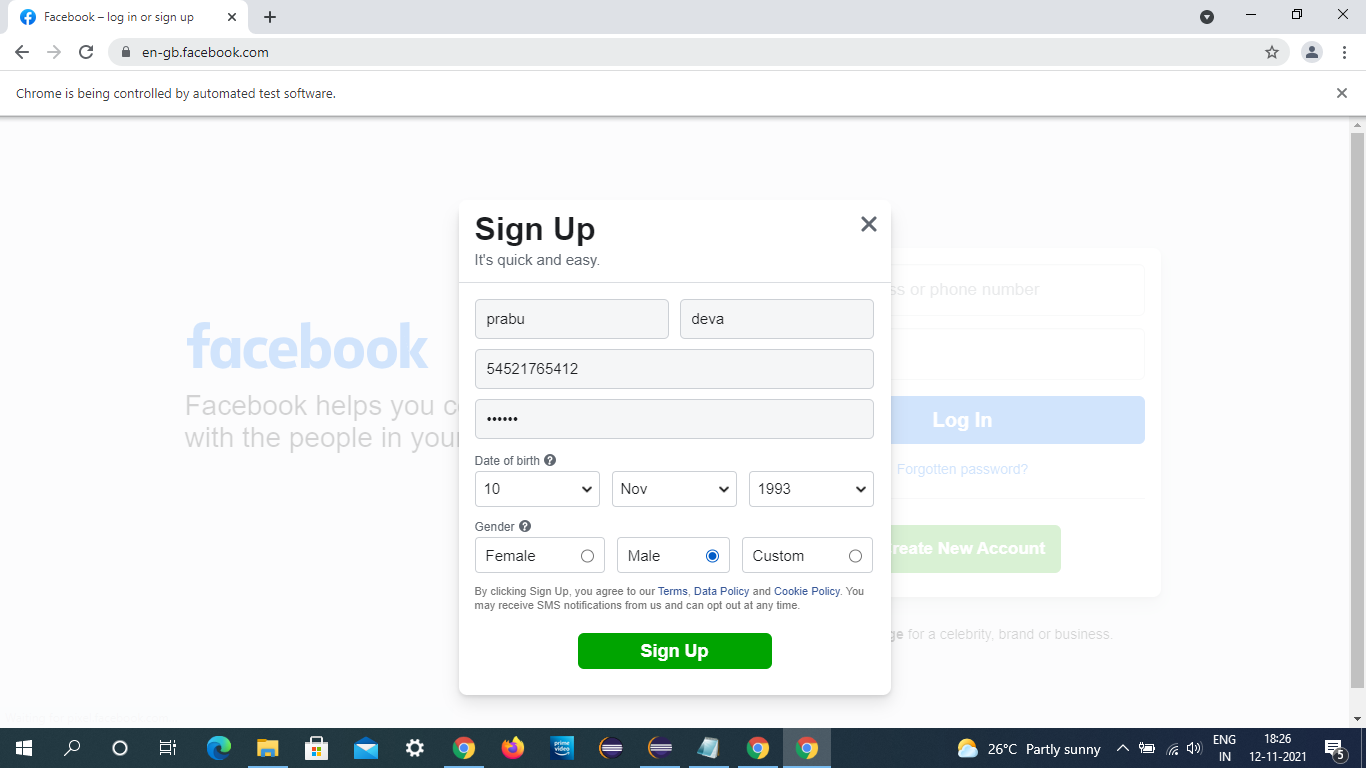 Facebook – log in or sign up
en-gb.facebook.com
Chrome is being controlled by automated test software.
facebook
Facebook helps you c
with the people in your
Sign Up
It's quick and easy.
prabu deva
54521765412
••••••
Date of birth ?
10 Nov 1993
Gender ?
Female Male Custom
By clicking Sign Up, you agree to our Terms, Data Policy and Cookie Policy. You
may receive SMS notifications from us and can opt out at any time.
Sign Up
ss or phone number
Log In
Forgotten password?
reate New Account
ge for a celebrity, brand or business.
prime
video
26°C Partly sunny
ENG
IN
18:26
12-11-2021
5